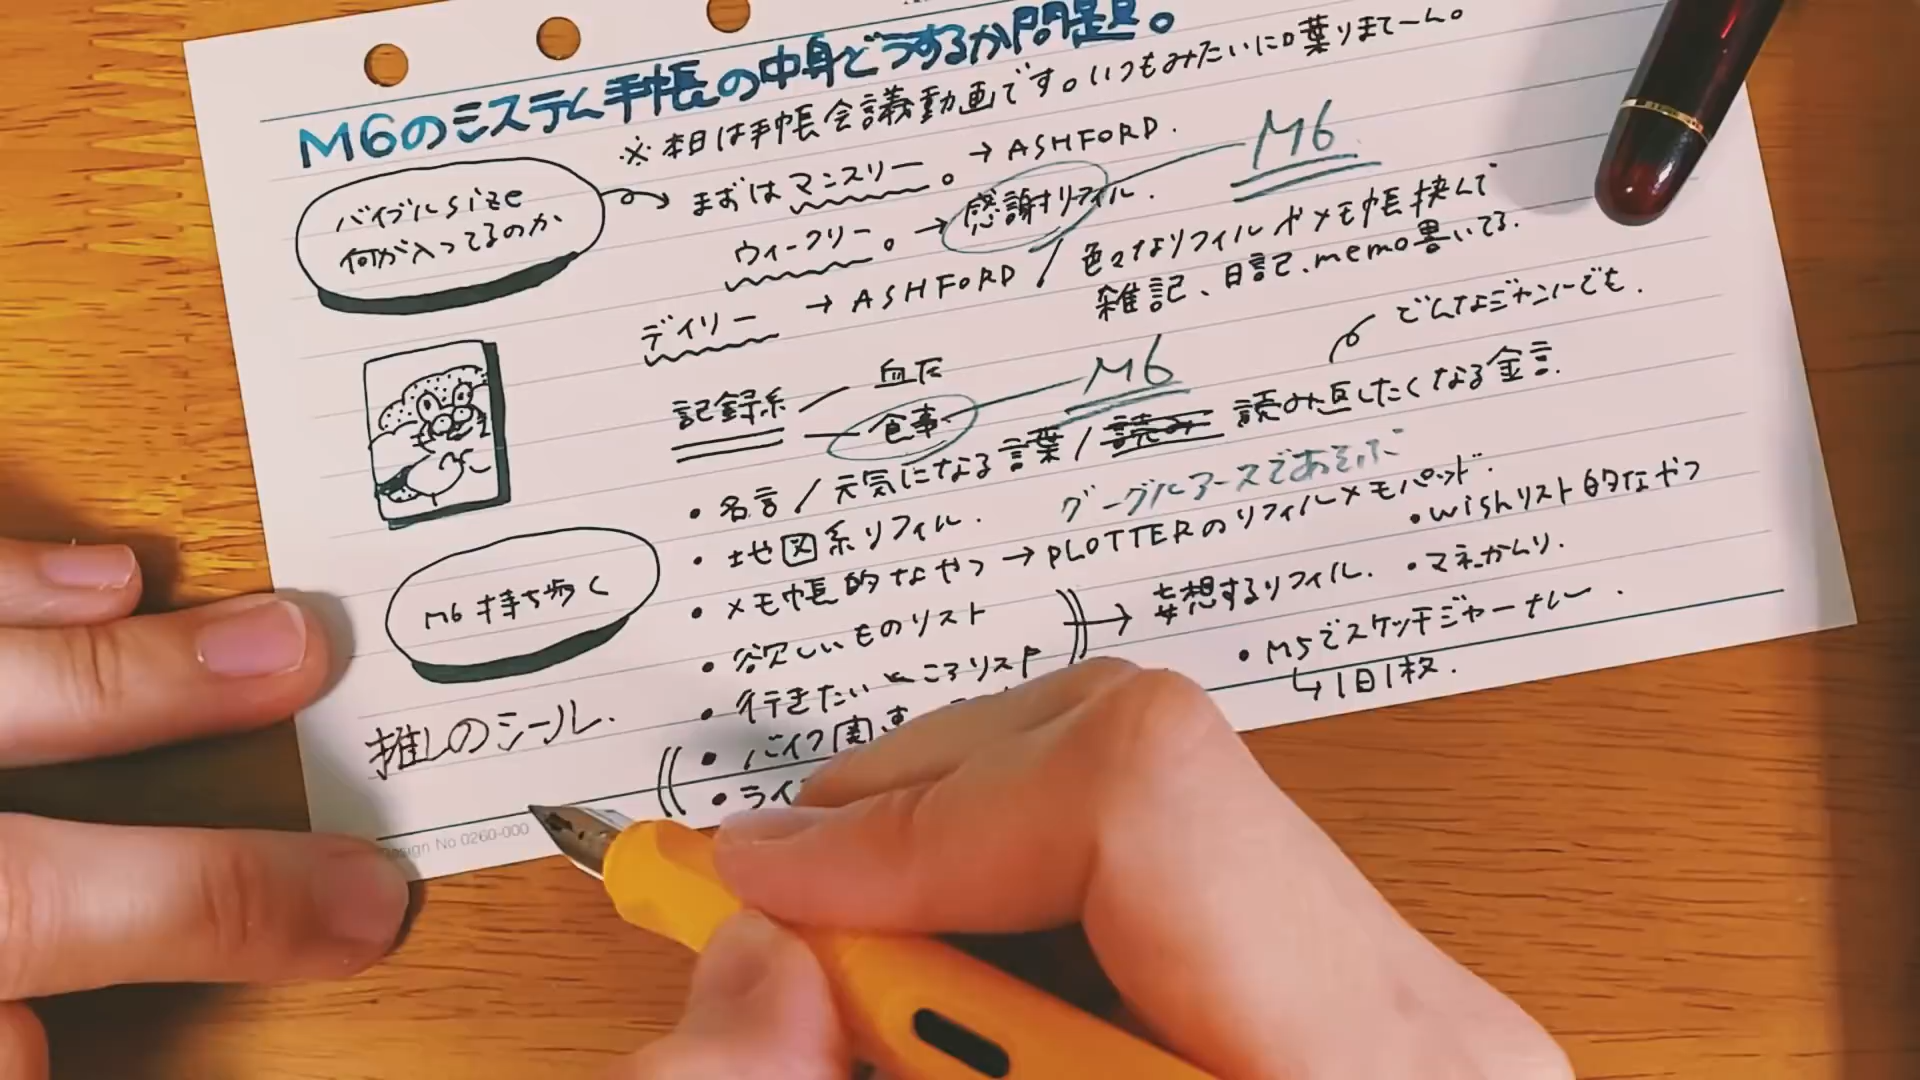 M6のシステム手帳の中身どうするか問題。
※本日は手帳会議動画です。いつもみたいに喋りまてーん。
バイブルsize
何が入ってるのか
まずはマンスリー。→ASHFORD.
M6
ウィークリー。→感謝リフィル.
デイリー →ASHFORD / 色々なリフィルやメモ帳挟んで
雑記、日記、memo書いてる.
記録系
血圧
食事
M6
どんなジャンルでも.
・名言/元気になる言葉/読み 読み返したくなる金言.
・地図系リフィル.
グーグルアースであそぶ
・メモ帳的なやつ→PLOTTERのリフィルメモパッド.
M6 持ち歩く
・欲しいものリスト
・行きたいところリスト
・バイク関連
・ライ
妄想するリフィル.
・wishリスト的なやつ
・マネかんり.
・M5でスケッチジャーナル.
↳1日1枚.
推しのシール.
Design No 0260-000